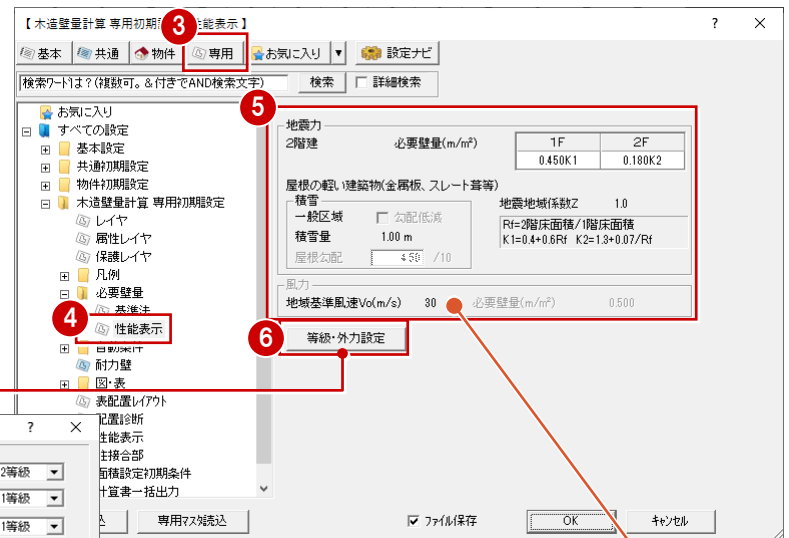 【 木造壁量計算 専用初期 性能表示 】 ? ×
3
基本 共通 物件 専用 お気に入り ▼ 設定ナビ
検索ワードは？(複数可。&付きでAND検索文字) 検索 詳細検索
お気に入り
すべての設定
基本設定
共通初期設定
物件初期設定
木造壁量計算 専用初期設定
レイヤ
属性レイヤ
保護レイヤ
凡例
必要壁量
基準法
4
性能表示
自動条件
耐力壁
図・表
表配置レイアウト
配置診断
性能表示
柱接合部
面積設定初期条件
計算書一括出力
5
地震力
2階建 必要壁量(m/m²) 1F 2F
0.450K1 0.180K2
屋根の軽い建築物(金属板、スレート葺等)
積雪
一般区域 勾配低減
積雪量 1.00 m
屋根勾配 4.50 /10
地震地域係数Z 1.0
Rf=2階床面積/1階床面積
K1=0.4+0.6Rf K2=1.3+0.07/Rf
風力
地域基準風速Vo(m/s) 30 必要壁量(m/m²) 0.500
6
等級・外力設定
? ×
2等級
1等級
1等級
専用マスタ読込 ファイル保存 OK キャンセル